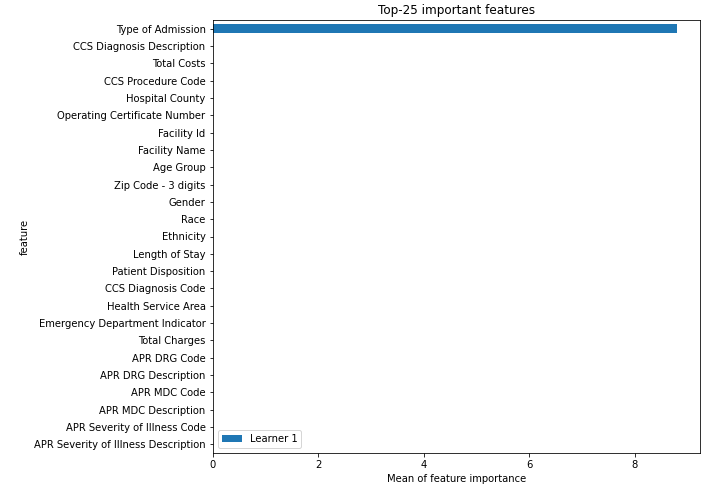 Top-25 important features
Type of Admission
CCS Diagnosis Description
Total Costs
CCS Procedure Code
Hospital County
Operating Certificate Number
Facility Id
Facility Name
Age Group
Zip Code - 3 digits
Gender
Race
Ethnicity
Length of Stay
Patient Disposition
CCS Diagnosis Code
Health Service Area
Emergency Department Indicator
Total Charges
APR DRG Code
APR DRG Description
APR MDC Code
APR MDC Description
APR Severity of Illness Code
APR Severity of Illness Description
feature
Learner 1
0 2 4 6 8
Mean of feature importance